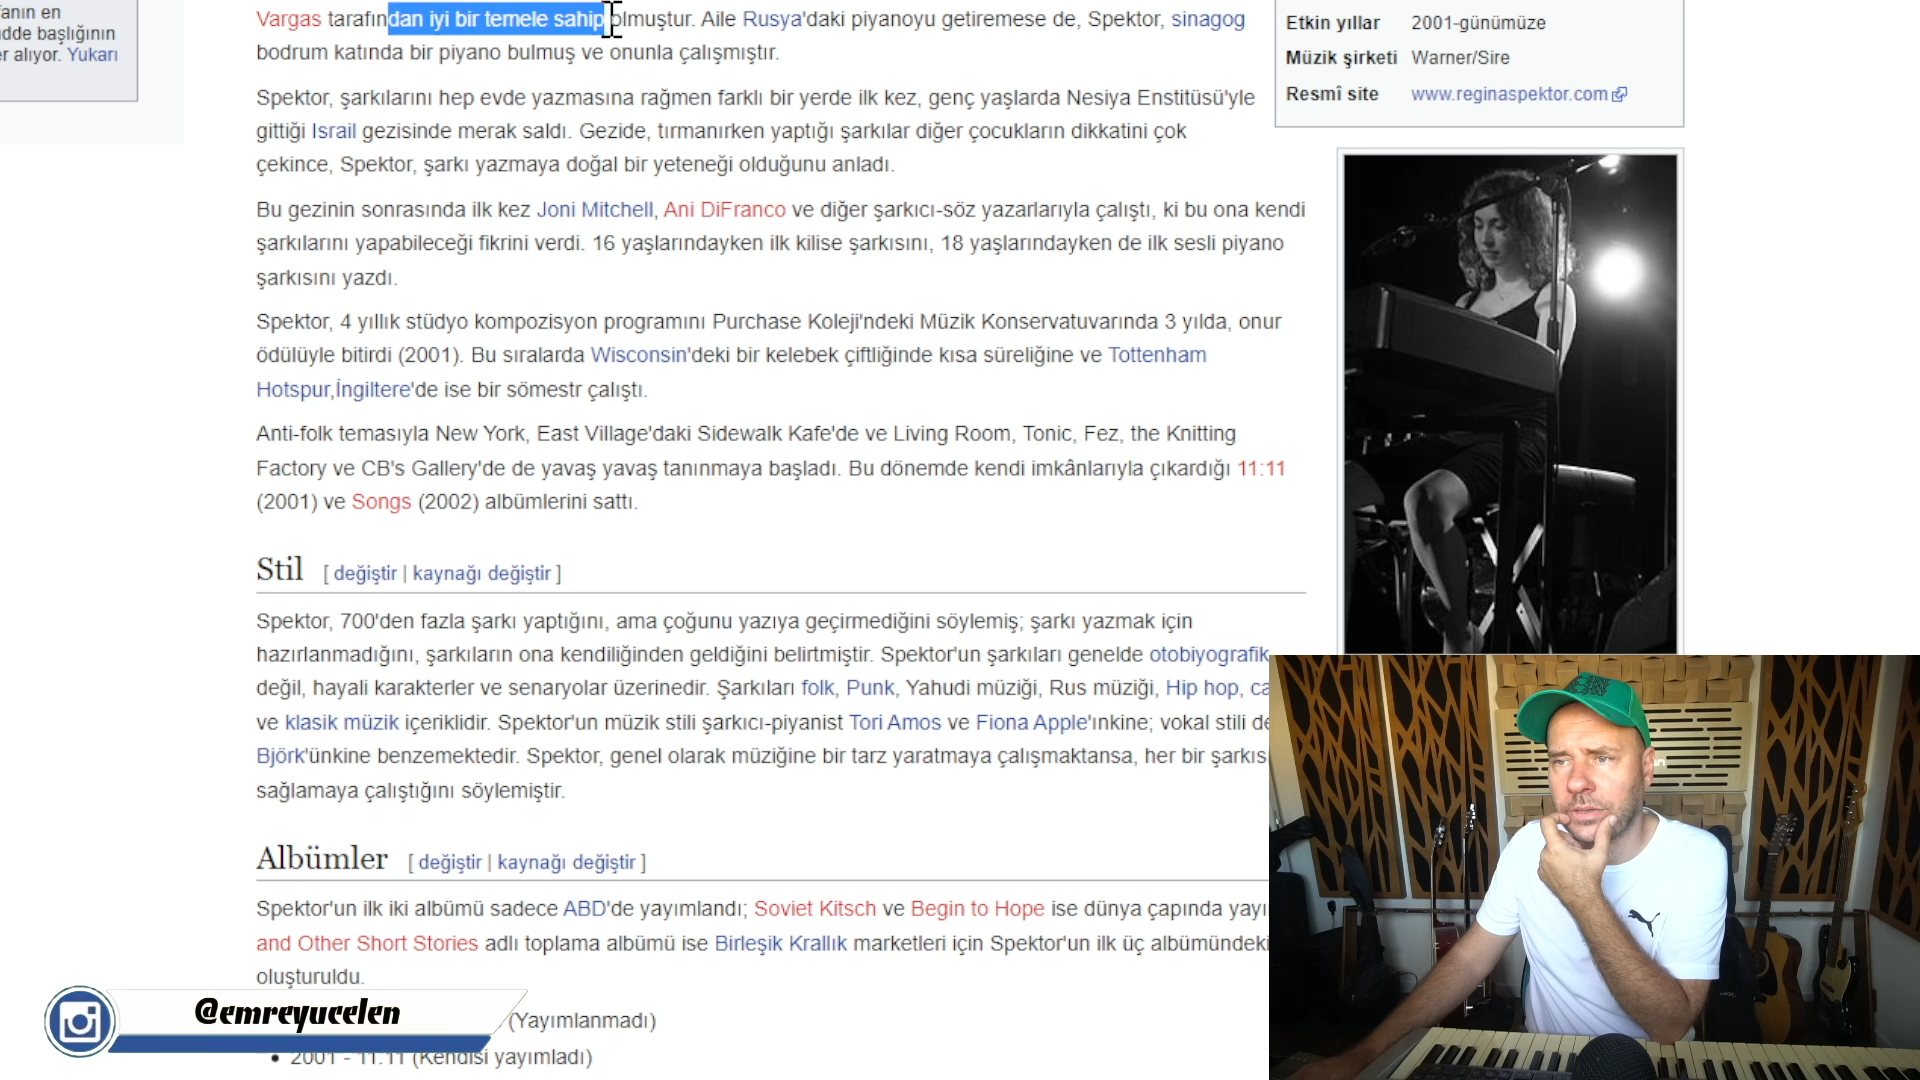 fanın en
dde başlığının
r alıyor. Yukarı
Vargas tarafından iyi bir temele sahip olmuştur. Aile Rusya'daki piyanoyu getiremese de, Spektor, sinagog
bodrum katında bir piyano bulmuş ve onunla çalışmıştır.
Spektor, şarkılarını hep evde yazmasına rağmen farklı bir yerde ilk kez, genç yaşlarda Nesiya Enstitüsü'yle
gittiği Israil gezisinde merak saldı. Gezide, tırmanırken yaptığı şarkılar diğer çocukların dikkatini çok
çekince, Spektor, şarkı yazmaya doğal bir yeteneği olduğunu anladı.
Bu gezinin sonrasında ilk kez Joni Mitchell, Ani DiFranco ve diğer şarkıcı-söz yazarlarıyla çalıştı, ki bu ona kendi
şarkılarını yapabileceği fikrini verdi. 16 yaşlarındayken ilk kilise şarkısını, 18 yaşlarındayken de ilk sesli piyano
şarkısını yazdı.
Spektor, 4 yıllık stüdyo kompozisyon programını Purchase Koleji'ndeki Müzik Konservatuvarında 3 yılda, onur
ödülüyle bitirdi (2001). Bu sıralarda Wisconsin'deki bir kelebek çiftliğinde kısa süreliğine ve Tottenham
Hotspur,İngiltere'de ise bir sömestr çalıştı.
Anti-folk temasıyla New York, East Village'daki Sidewalk Kafe'de ve Living Room, Tonic, Fez, the Knitting
Factory ve CB's Gallery'de de yavaş yavaş tanınmaya başladı. Bu dönemde kendi imkânlarıyla çıkardığı 11:11
(2001) ve Songs (2002) albümlerini sattı.
Stil [ değiştir | kaynağı değiştir ]
Spektor, 700'den fazla şarkı yaptığını, ama çoğunu yazıya geçirmediğini söylemiş; şarkı yazmak için
hazırlanmadığını, şarkıların ona kendiliğinden geldiğini belirtmiştir. Spektor'un şarkıları genelde otobiyografik
değil, hayali karakterler ve senaryolar üzerinedir. Şarkıları folk, Punk, Yahudi müziği, Rus müziği, Hip hop, ca
ve klasik müzik içeriklidir. Spektor'un müzik stili şarkıcı-piyanist Tori Amos ve Fiona Apple'ınkine; vokal stili de
Björk'ünkine benzemektedir. Spektor, genel olarak müziğine bir tarz yaratmaya çalışmaktansa, her bir şarkıs
sağlamaya çalıştığını söylemiştir.
Albümler [ değiştir | kaynağı değiştir ]
Spektor'un ilk iki albümü sadece ABD'de yayımlandı; Soviet Kitsch ve Begin to Hope ise dünya çapında yayı
and Other Short Stories adlı toplama albümü ise Birleşik Krallık marketleri için Spektor'un ilk üç albümündeki
oluşturuldu.
(Yayımlanmadı)
2001 - 11:11 (Kendisi yayımladı)
Etkin yıllar 2001-günümüze
Müzik şirketi Warner/Sire
Resmî site www.reginaspektor.com
@emreyucelen